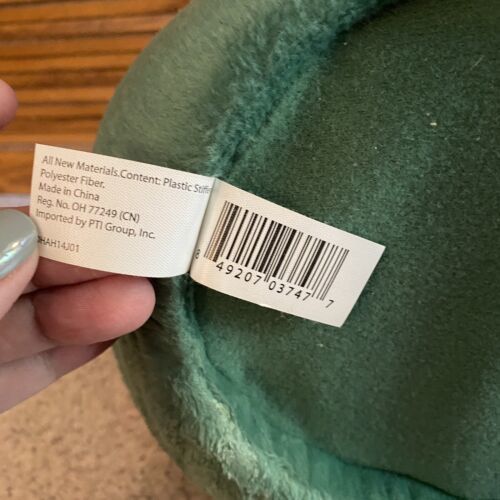 All New Materials.Content: Plastic
Polyester Fiber.
Made in China
Reg. No. OH 77249 (CN)
Imported by PTI Group, Inc.
HAH14J01
8 49207 03747 7